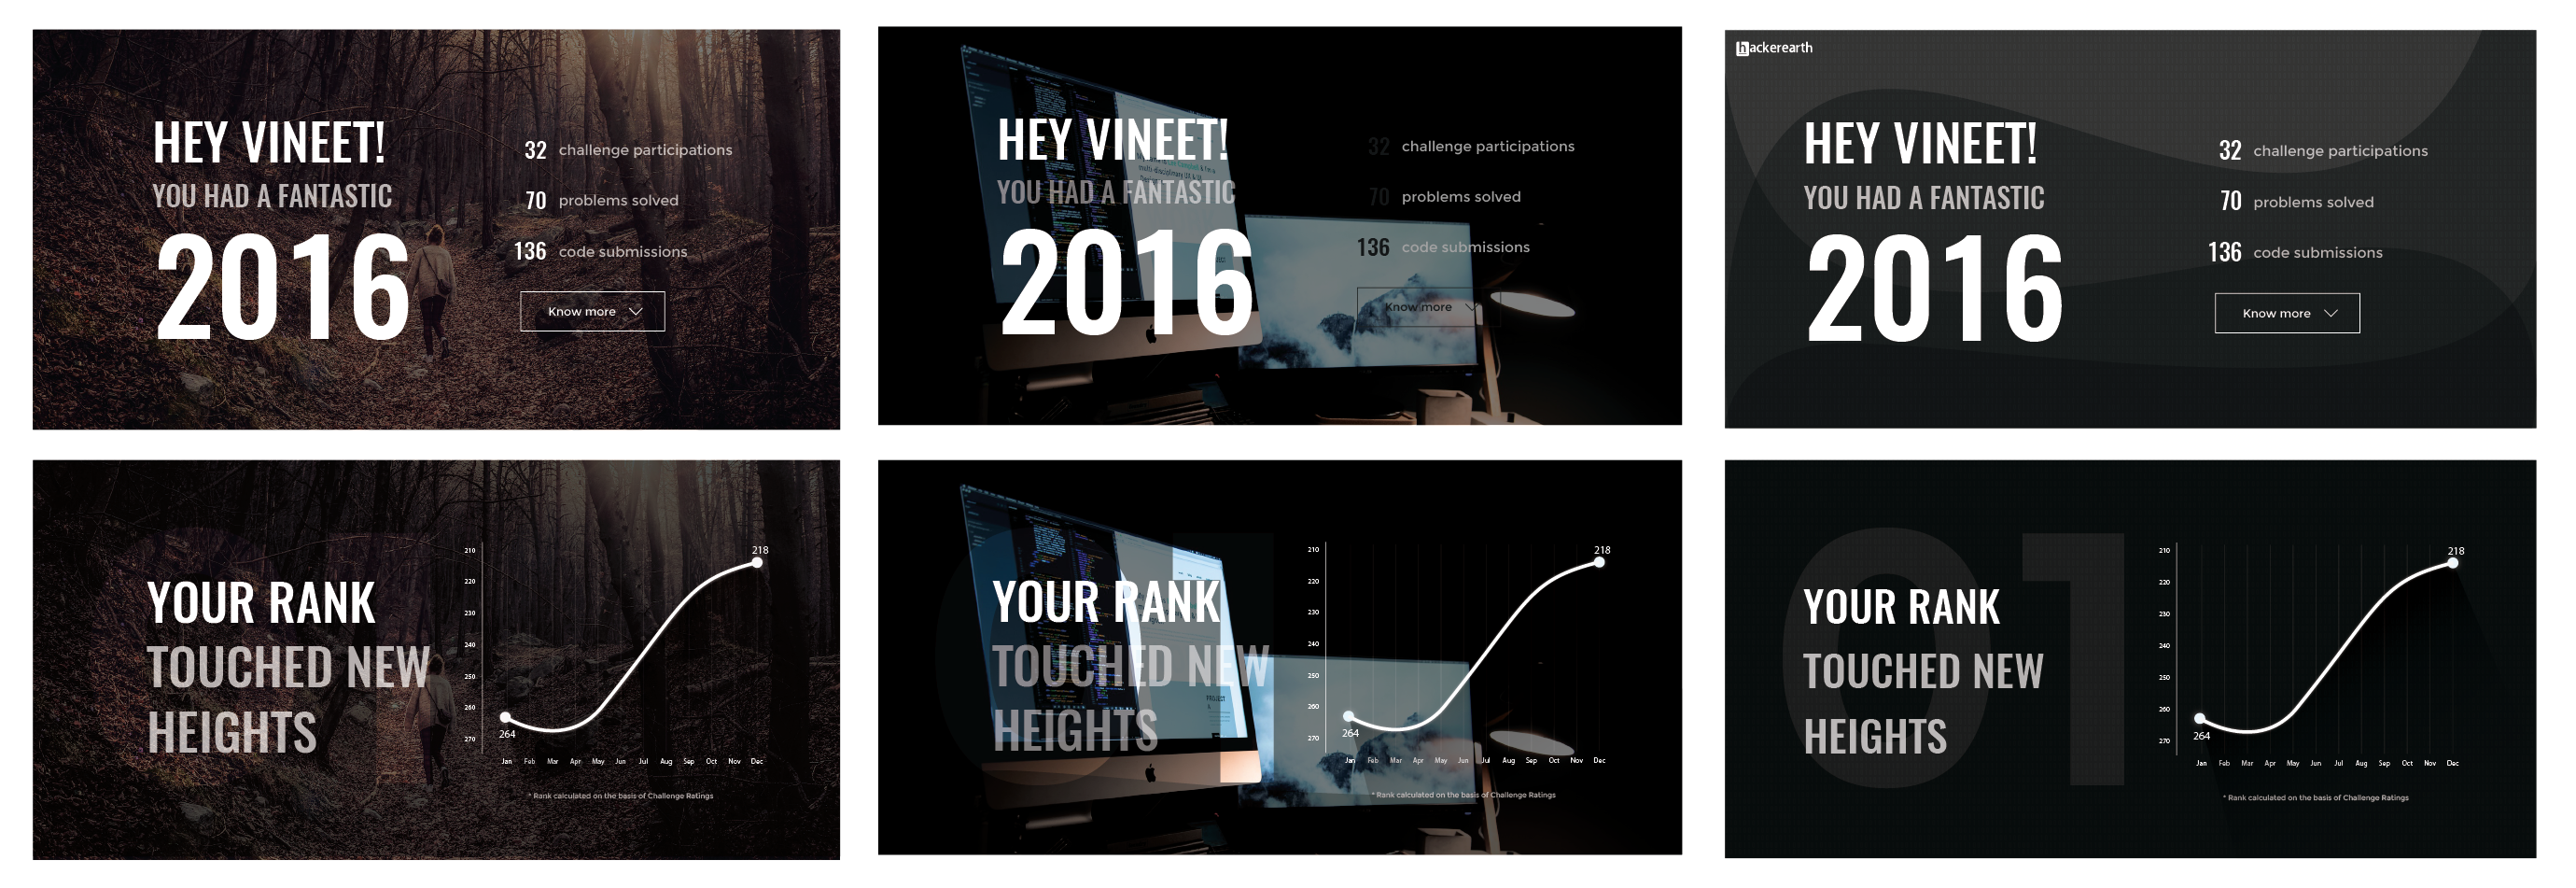 HEY VINEET!
YOU HAD A FANTASTIC
2016
32 challenge participations
70 problems solved
136 code submissions
Know more
HEY VINEET!
YOU HAD A FANTASTIC
2016
32 challenge participations
70 problems solved
136 code submissions
Know more
hackerearth
HEY VINEET!
YOU HAD A FANTASTIC
2016
32 challenge participations
70 problems solved
136 code submissions
Know more
YOUR RANK
TOUCHED NEW
HEIGHTS
210
220
230
240
250
260
270
218
264
Jan Feb Mar Apr May Jun Jul Aug Sep Oct Nov Dec
* Rank calculated on the basis of Challenge Ratings
YOUR RANK
TOUCHED NEW
HEIGHTS
210
220
230
240
250
260
270
218
264
Jan Feb Mar Apr May Jun Jul Aug Sep Oct Nov Dec
* Rank calculated on the basis of Challenge Ratings
01
YOUR RANK
TOUCHED NEW
HEIGHTS
210
220
230
240
250
260
270
218
264
Jan Feb Mar Apr May Jun Jul Aug Sep Oct Nov Dec
* Rank calculated on the basis of Challenge Ratings